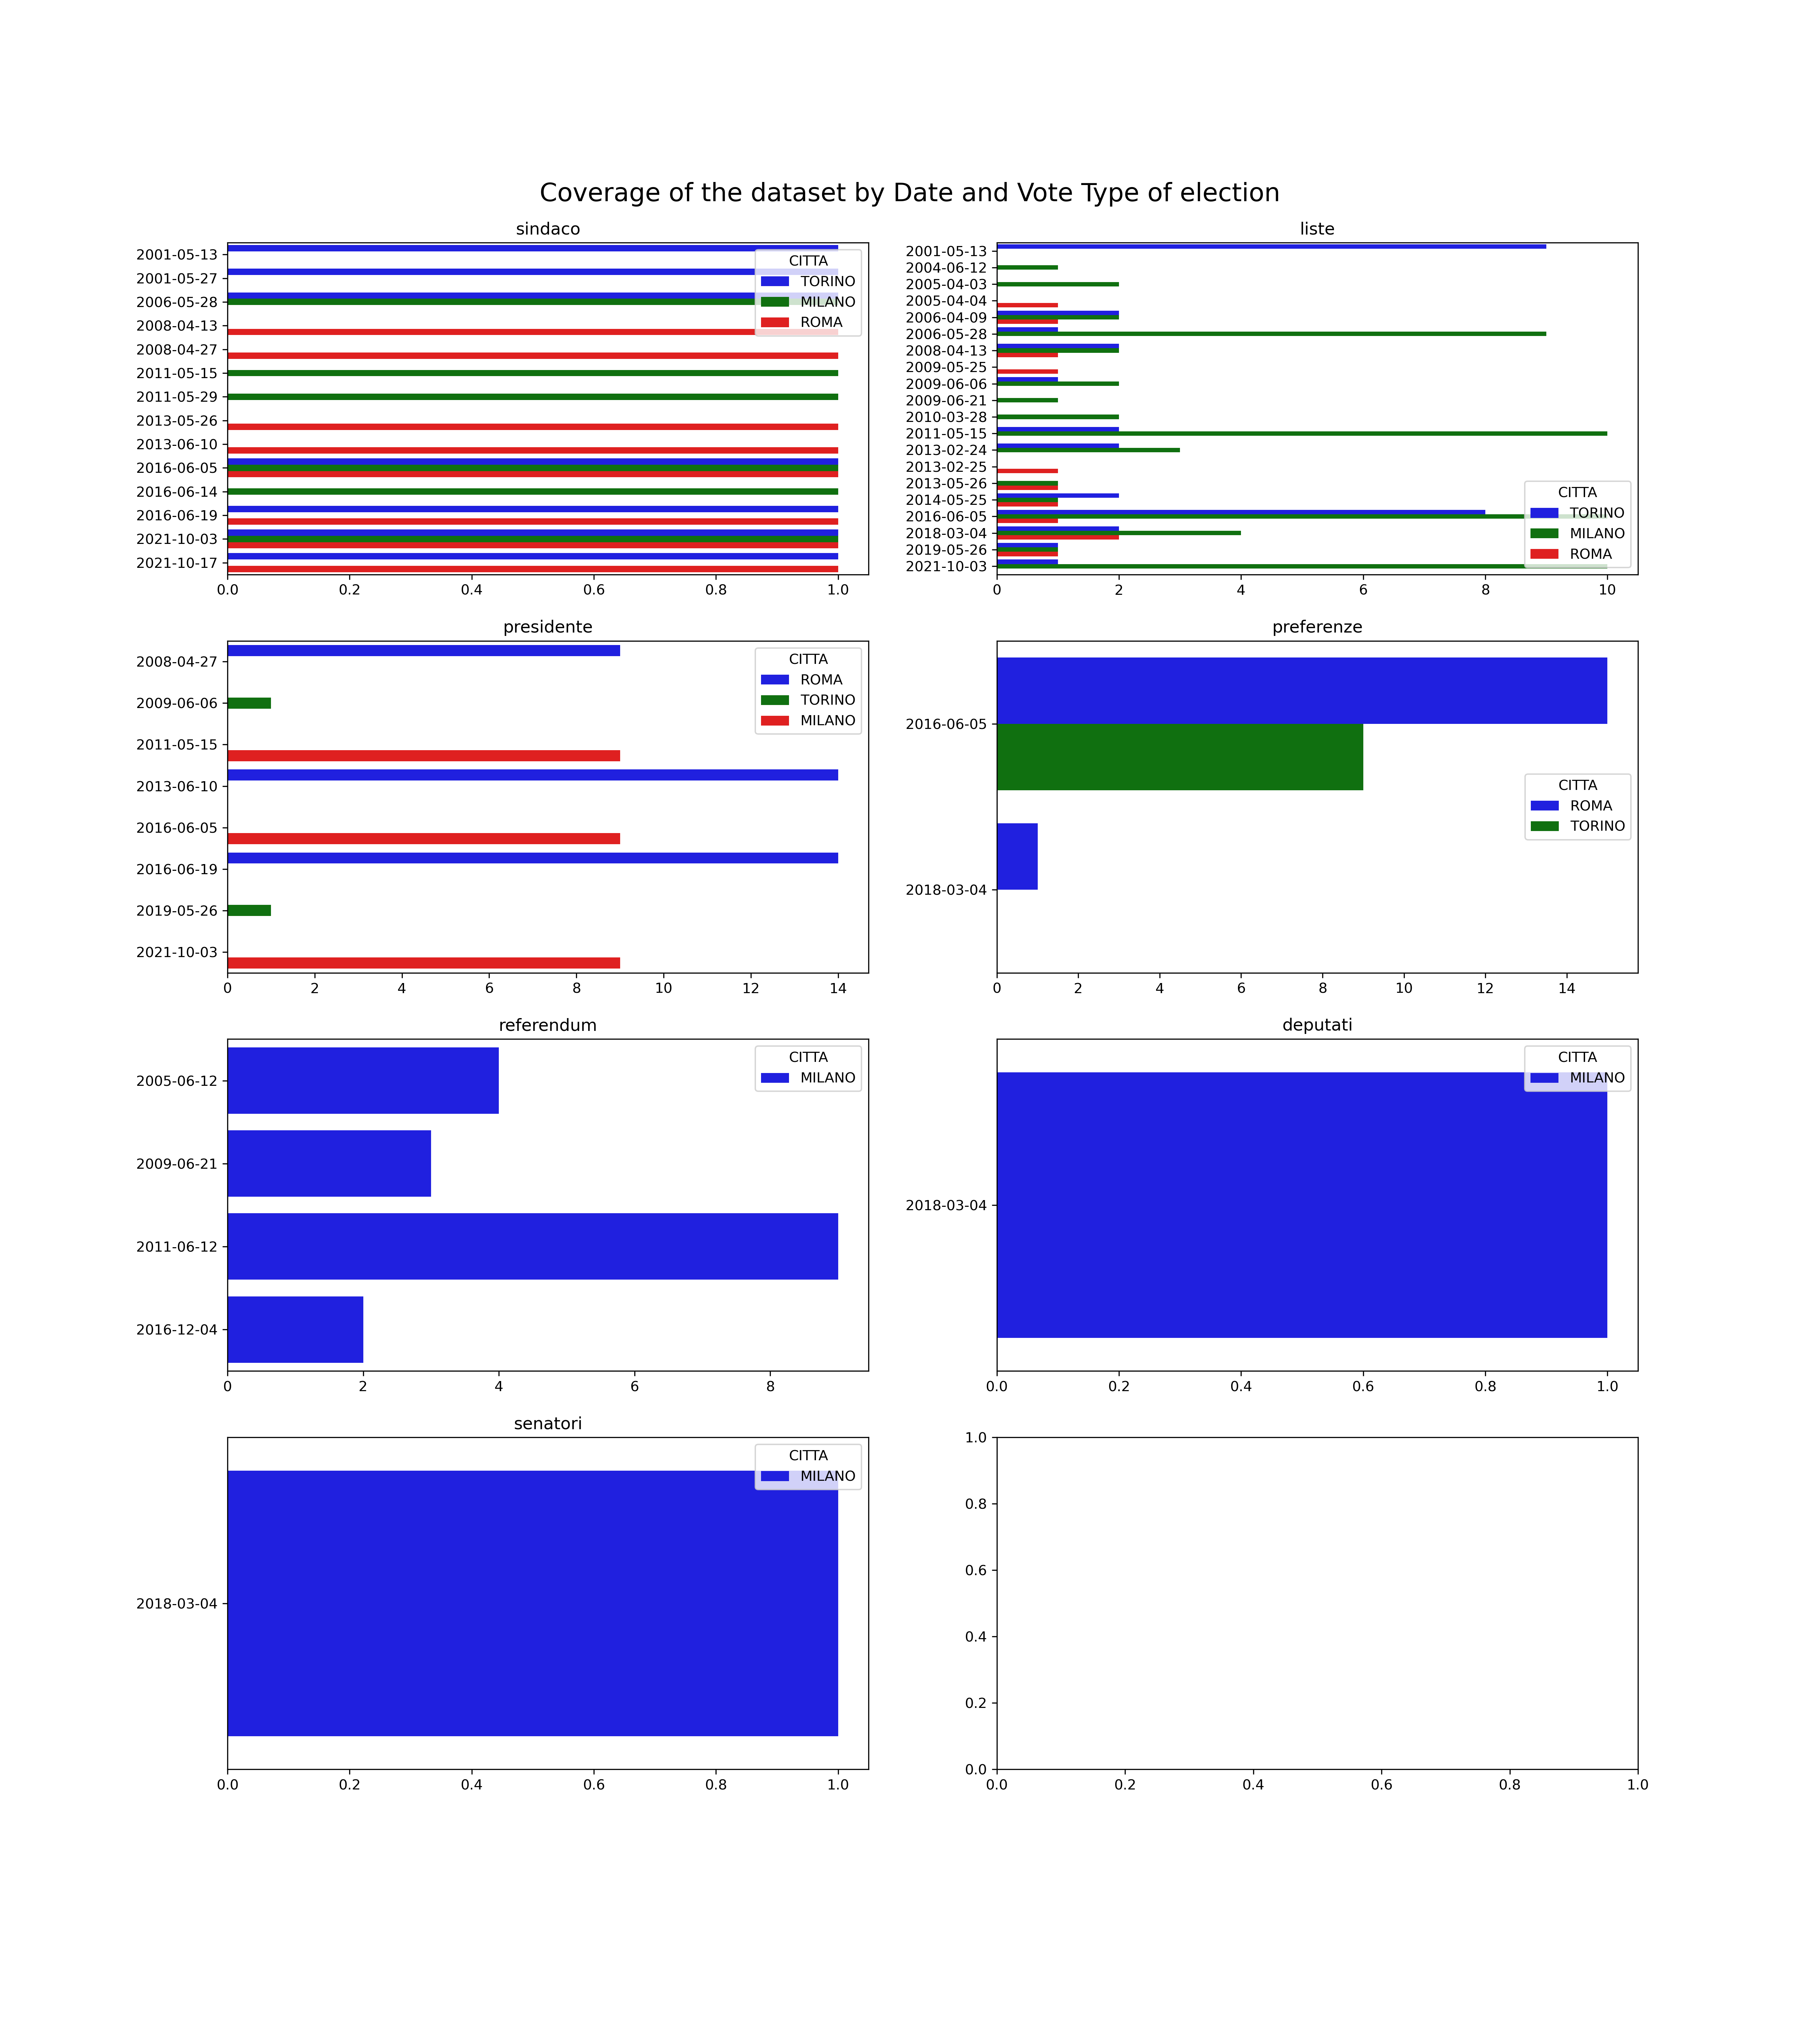 Coverage of the dataset by Date and Vote Type of election
sindaco
2001-05-13
2001-05-27
2006-05-28
2008-04-13
2008-04-27
2011-05-15
2011-05-29
2013-05-26
2013-06-10
2016-06-05
2016-06-14
2016-06-19
2021-10-03
2021-10-17
0.0 0.2 0.4 0.6 0.8 1.0
CITTA
TORINO
MILANO
ROMA
liste
2001-05-13
2004-06-12
2005-04-03
2005-04-04
2006-04-09
2006-05-28
2008-04-13
2009-05-25
2009-06-06
2009-06-21
2010-03-28
2011-05-15
2013-02-24
2013-02-25
2013-05-26
2014-05-25
2016-06-05
2018-03-04
2019-05-26
2021-10-03
0 2 4 6 8 10
CITTA
TORINO
MILANO
ROMA
presidente
2008-04-27
2009-06-06
2011-05-15
2013-06-10
2016-06-05
2016-06-19
2019-05-26
2021-10-03
0 2 4 6 8 10 12 14
CITTA
ROMA
TORINO
MILANO
preferenze
2016-06-05
2018-03-04
0 2 4 6 8 10 12 14
CITTA
ROMA
TORINO
referendum
2005-06-12
2009-06-21
2011-06-12
2016-12-04
0 2 4 6 8
CITTA
MILANO
deputati
2018-03-04
0.0 0.2 0.4 0.6 0.8 1.0
CITTA
MILANO
senatori
2018-03-04
0.0 0.2 0.4 0.6 0.8 1.0
CITTA
MILANO
1.0
0.8
0.6
0.4
0.2
0.0
0.0 0.2 0.4 0.6 0.8 1.0